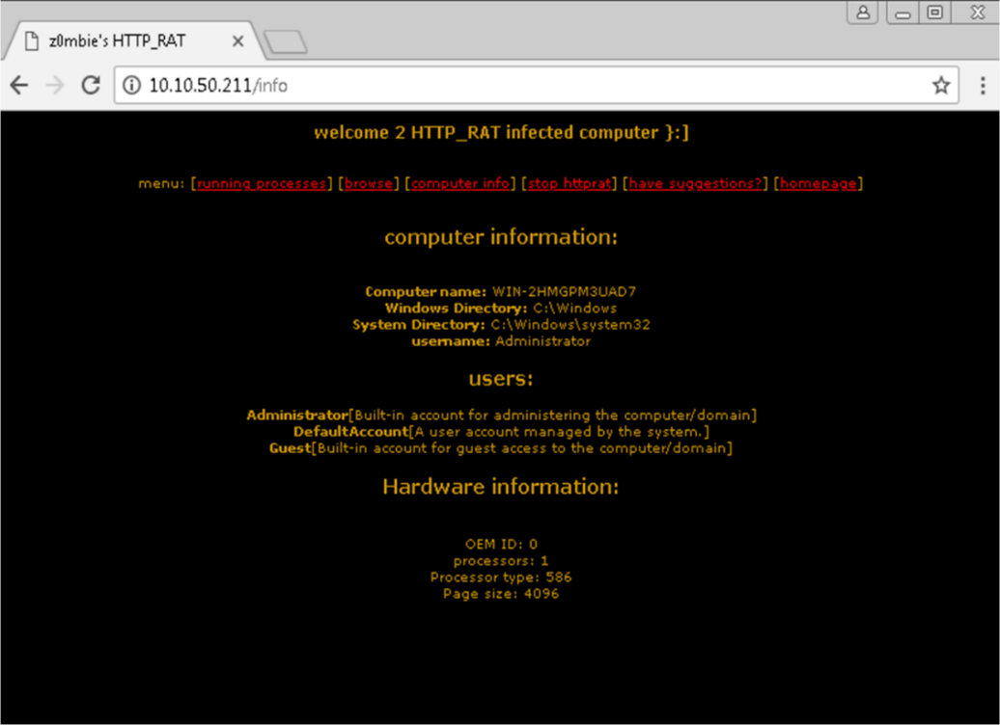 z0mbie's HTTP_RAT
10.10.50.211/info
welcome 2 HTTP_RAT infected computer }:]
menu: [running processes] [browse] [computer info] [stop httprat] [have suggestions?] [homepage]
computer information:
Computer name: WIN-2HMGPM3UAD7
Windows Directory: C:\Windows
System Directory: C:\Windows\system32
username: Administrator
users:
Administrator[Built-in account for administering the computer/domain]
DefaultAccount[A user account managed by the system.]
Guest[Built-in account for guest access to the computer/domain]
Hardware information:
OEM ID: 0
processors: 1
Processor type: 586
Page size: 4096